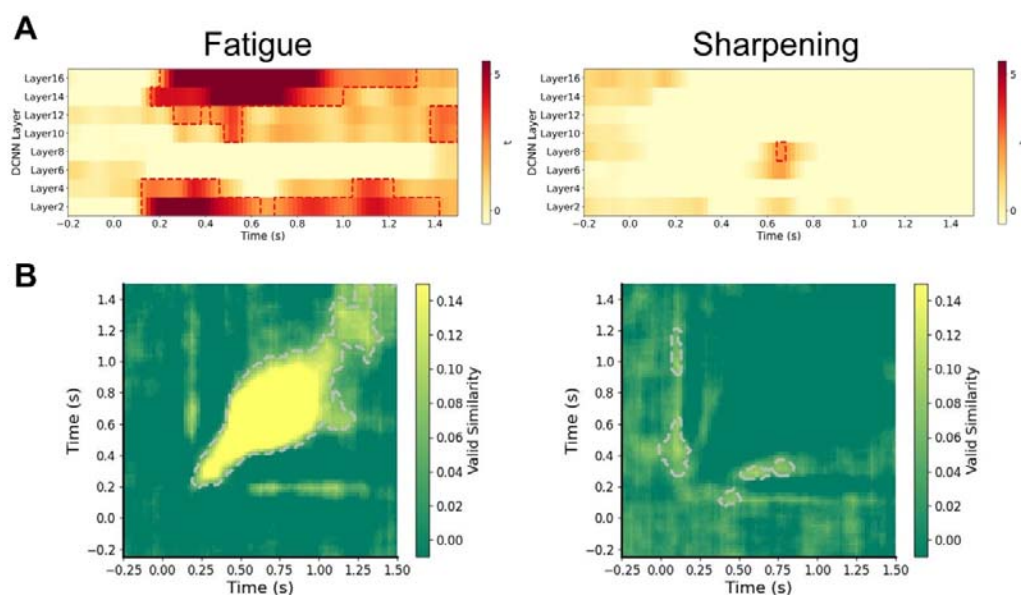 A
Fatigue
Sharpening
DCNN Layer
Layer16
Layer14
Layer12
Layer10
Layer8
Layer6
Layer4
Layer2
−0.2 0.0 0.2 0.4 0.6 0.8 1.0 1.2 1.4
Time (s)
5
0
t
DCNN Layer
Layer16
Layer14
Layer12
Layer10
Layer8
Layer6
Layer4
Layer2
−0.2 0.0 0.2 0.4 0.6 0.8 1.0 1.2 1.4
Time (s)
5
0
t
B
Time (s)
1.4
1.2
1.0
0.8
0.6
0.4
0.2
0.0
−0.2
−0.25 0.00 0.25 0.50 0.75 1.00 1.25 1.50
Time (s)
0.14
0.12
0.10
0.08
0.06
0.04
0.02
0.00
Valid Similarity
Time (s)
1.4
1.2
1.0
0.8
0.6
0.4
0.2
0.0
−0.2
−0.25 0.00 0.25 0.50 0.75 1.00 1.25 1.50
Time (s)
0.14
0.12
0.10
0.08
0.06
0.04
0.02
0.00
Valid Similarity